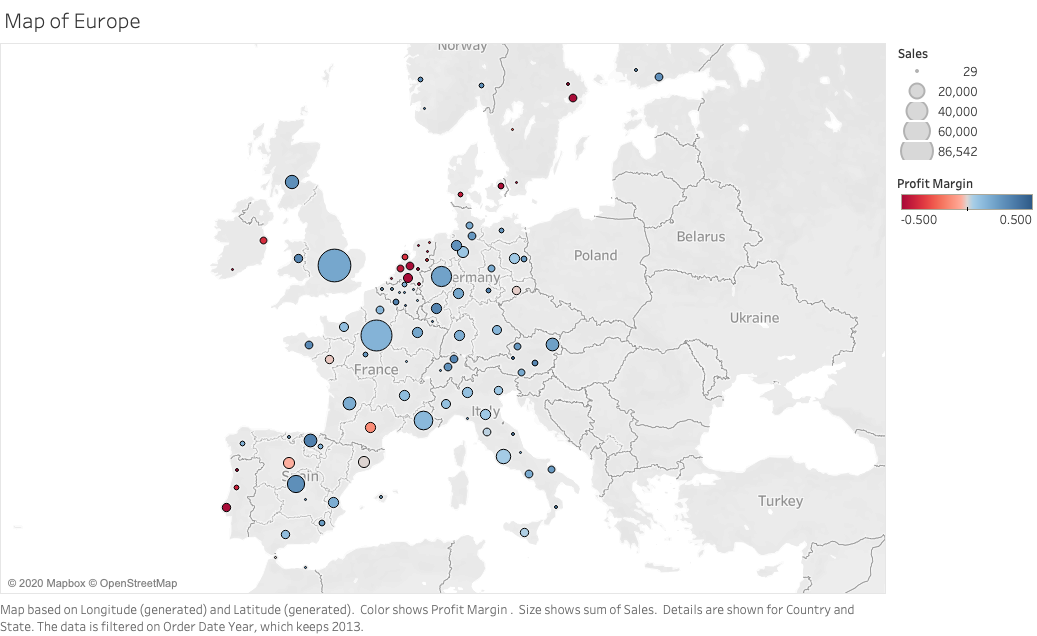 Map of Europe
Norway
Sales
29
20,000
40,000
60,000
86,542
Profit Margin
-0.500 0.500
Belarus
Poland
Germany
Ukraine
France
Italy
Spain
Turkey
© 2020 Mapbox © OpenStreetMap
Map based on Longitude (generated) and Latitude (generated). Color shows Profit Margin . Size shows sum of Sales. Details are shown for Country and
State. The data is filtered on Order Date Year, which keeps 2013.